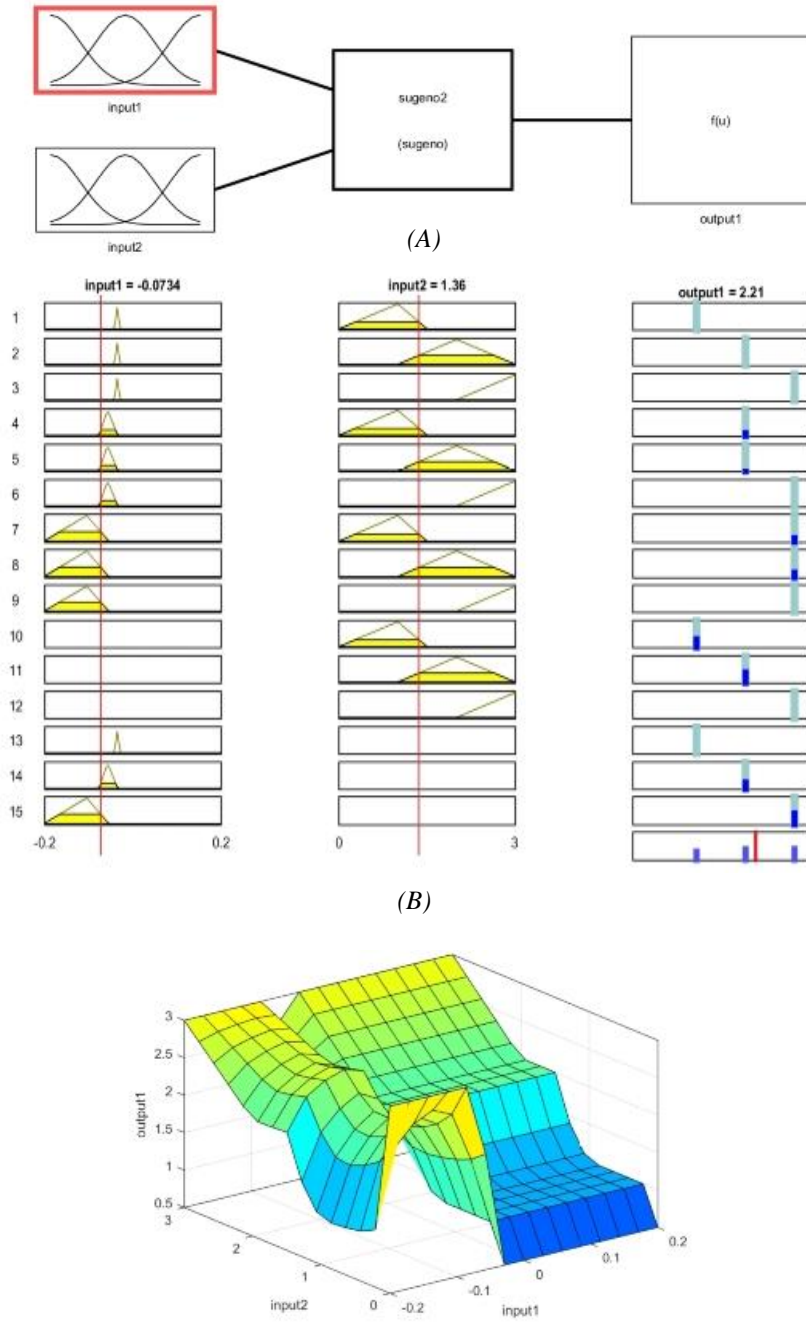 input1
sugeno2
(sugeno)
f(u)
output1
input2
(A)
input1 = -0.0734
input2 = 1.36
output1 = 2.21
1
2
3
4
5
6
7
8
9
10
11
12
13
14
15
-0.2
0.2
0
3
(B)
3
2.5
2
1.5
1
0.5
output1
3
2
1
0
input2
-0.2
-0.1
0
0.1
0.2
input1